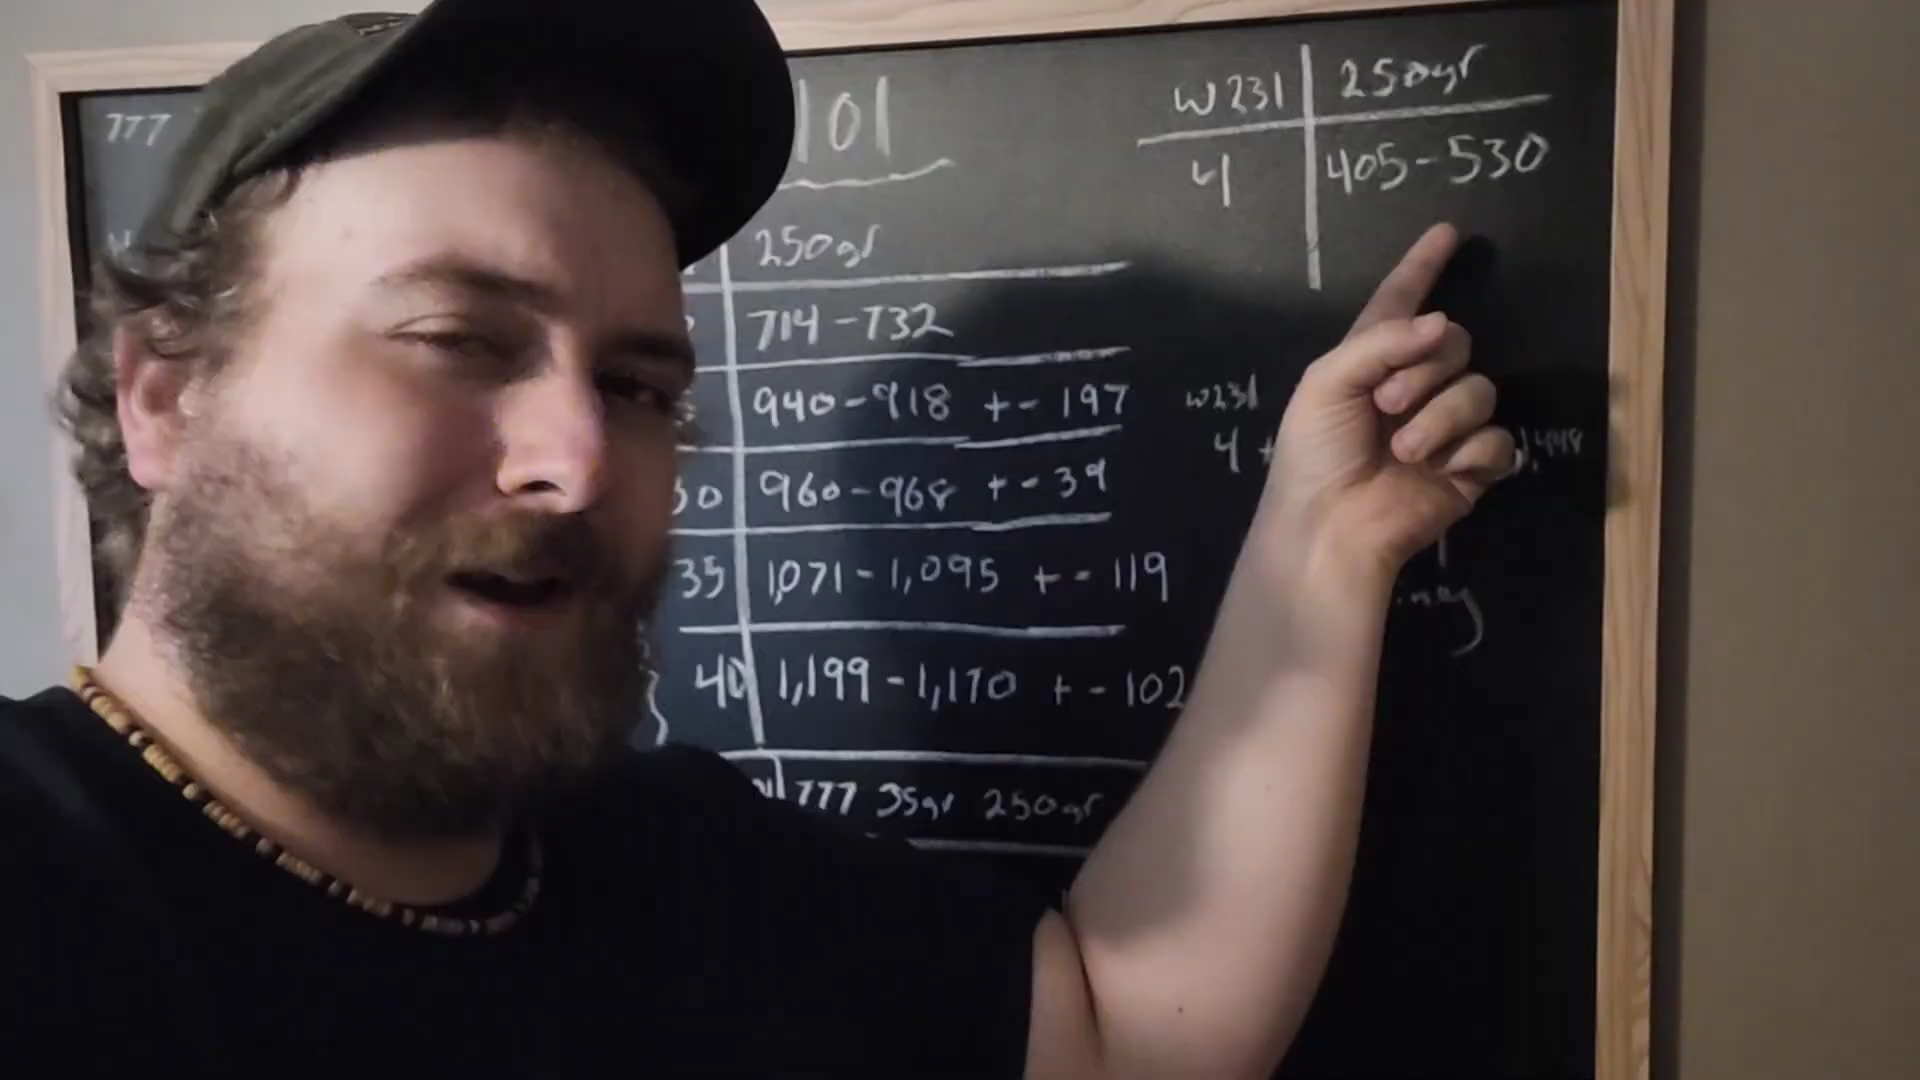 777
101
W231 250gr
4 405-530
250gr
714-732
940-918 +- 197
30 960-968 +- 39
35 1,071-1,095 +- 119
40 1,199-1,170 +- 102
777 35gr 250gr
W231
4 +